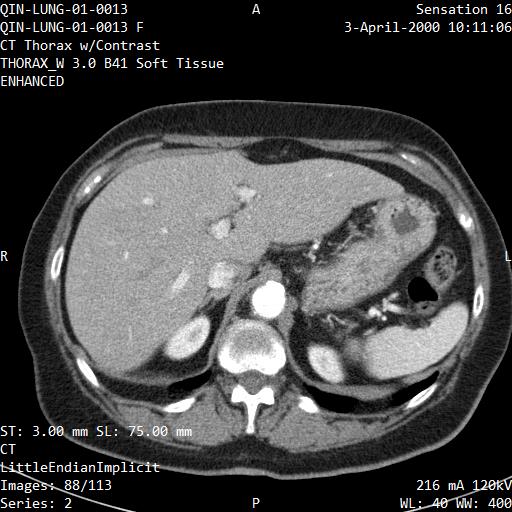 QIN-LUNG-01-0013
A
Sensation 16
QIN-LUNG-01-0013 F
3-April-2000 10:11:06
CT Thorax w/Contrast
THORAX_W 3.0 B41 Soft Tissue
ENHANCED
R
L
ST: 3.00 mm SL: 75.00 mm
CT
LittleEndianImplicit
Images: 88/113
216 mA 120kV
Series: 2
P
WL: 40 WW: 400